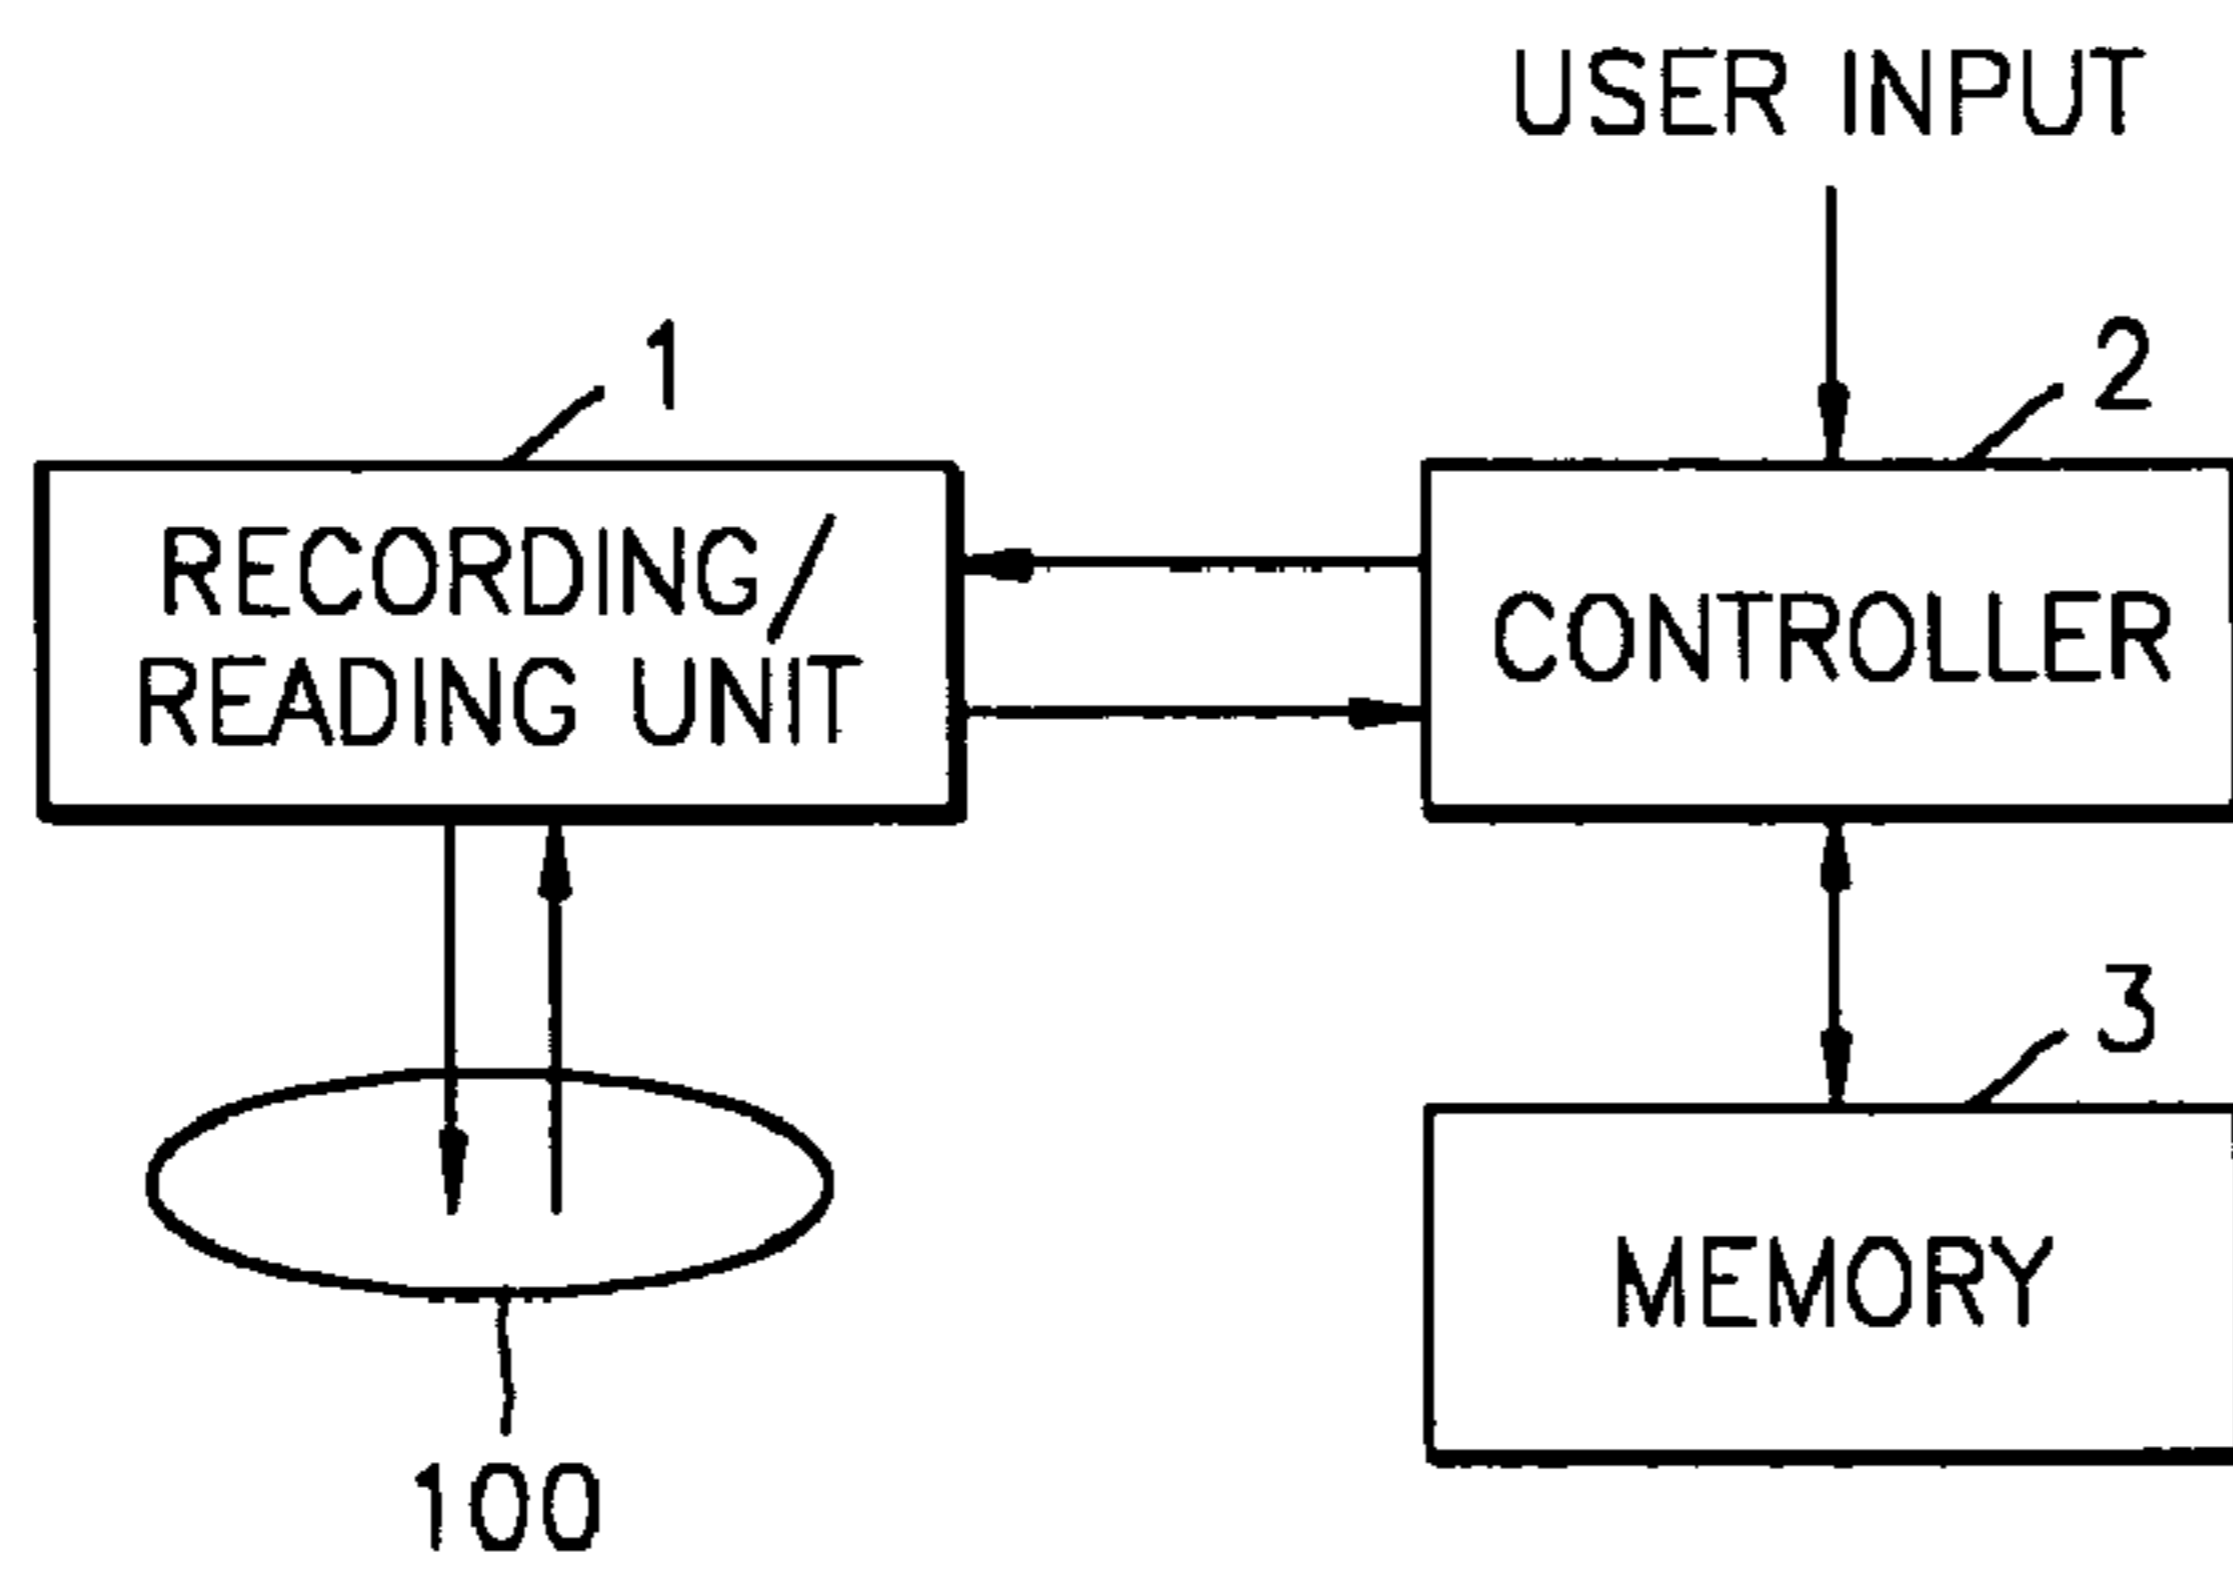 USER INPUT
1
2
RECORDING/
READING UNIT
CONTROLLER
3
MEMORY
100